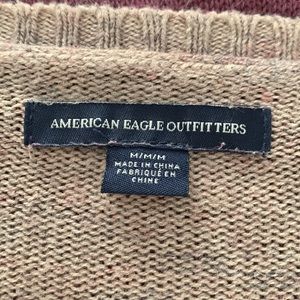 AMERICAN EAGLE OUTFITTERS
M/M/M
MADE IN CHINA
FABRIQUÉ EN
CHINE